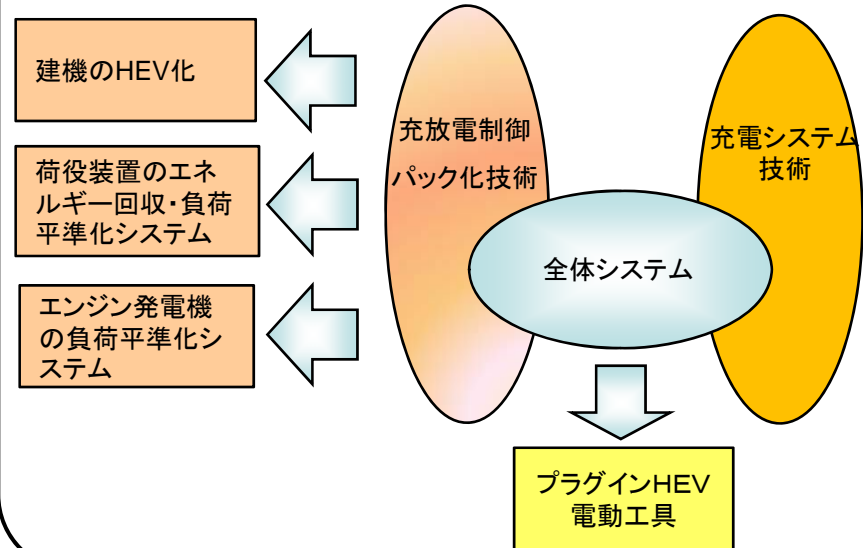 建機のHEV化
荷役装置のエネ
ルギー回収・負荷
平準化システム
エンジン発電機
の負荷平準化シ
ステム
充放電制御
パック化技術
充電システム
技術
全体システム
プラグインHEV
電動工具